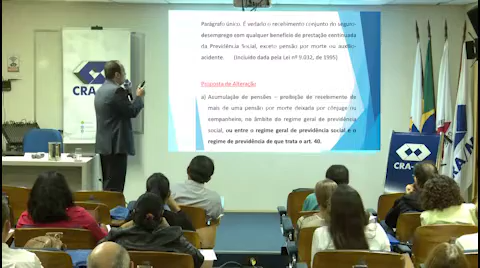 Parágrafo único. É vedado o recebimento conjunto do seguro-
desemprego com qualquer benefício de prestação continuada
da Previdência Social, exceto pensão por morte ou auxílio-
acidente. (Incluído dada pela Lei nº 9.032, de 1995)
Proposta de Alteração
a) Acumulação de pensões – proibição de recebimento de
mais de uma pensão por morte deixada por cônjuge ou
companheiro, no âmbito do regime geral de previdência
social, ou entre o regime geral de previdência social e o
regime de previdência de que trata o art. 40.
CRA-
CRA-
CRA-